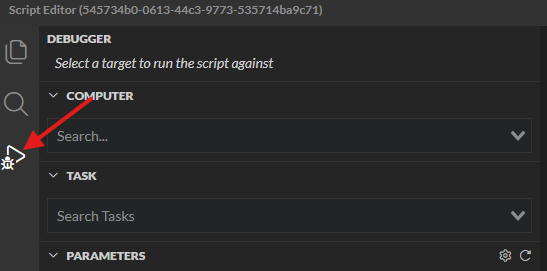 Script Editor (545734b0-0613-44c3-9773-535714ba9c71)
DEBUGGER
Select a target to run the script against
COMPUTER
Search...
TASK
Search Tasks
PARAMETERS